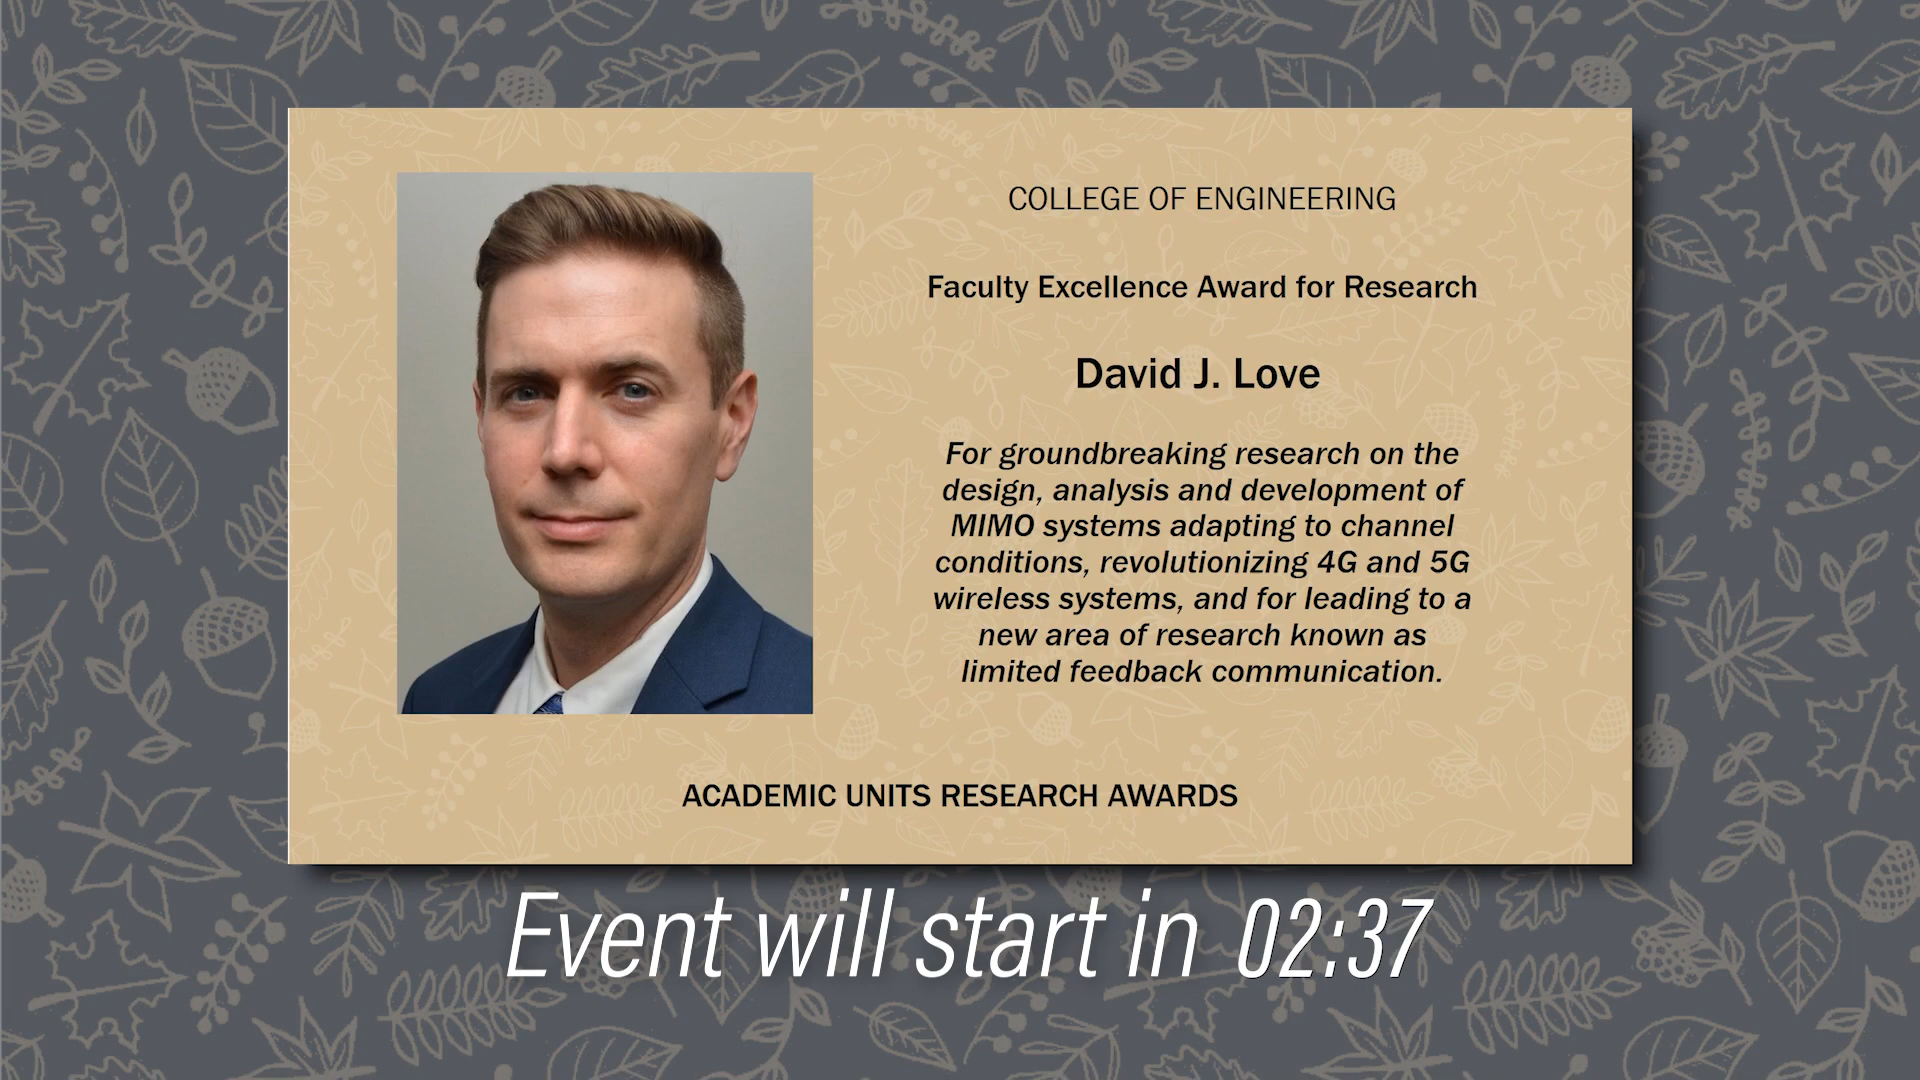 COLLEGE OF ENGINEERING
Faculty Excellence Award for Research
David J. Love
For groundbreaking research on the
design, analysis and development of
MIMO systems adapting to channel
conditions, revolutionizing 4G and 5G
wireless systems, and for leading to a
new area of research known as
limited feedback communication.
ACADEMIC UNITS RESEARCH AWARDS
Event will start in 02:37